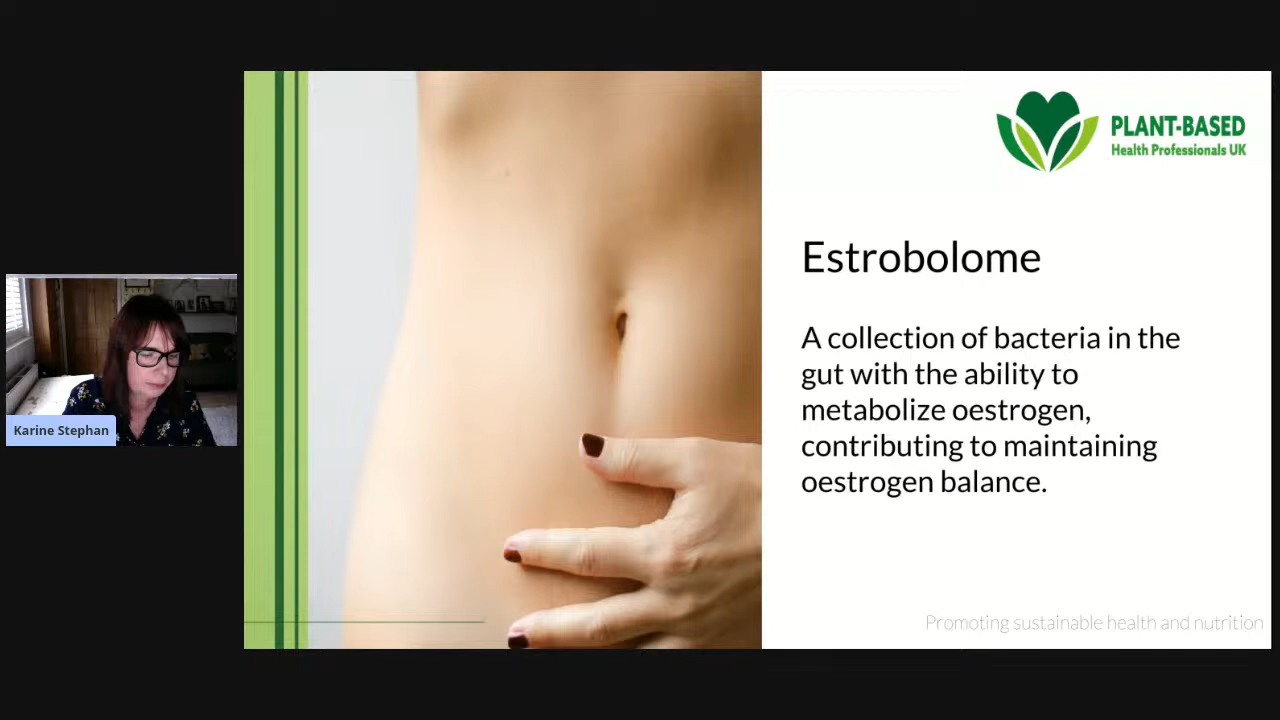 PLANT-BASED
Health Professionals UK
Estrobolome
A collection of bacteria in the
gut with the ability to
metabolize oestrogen,
contributing to maintaining
oestrogen balance.
Karine Stephan
Promoting sustainable health and nutrition